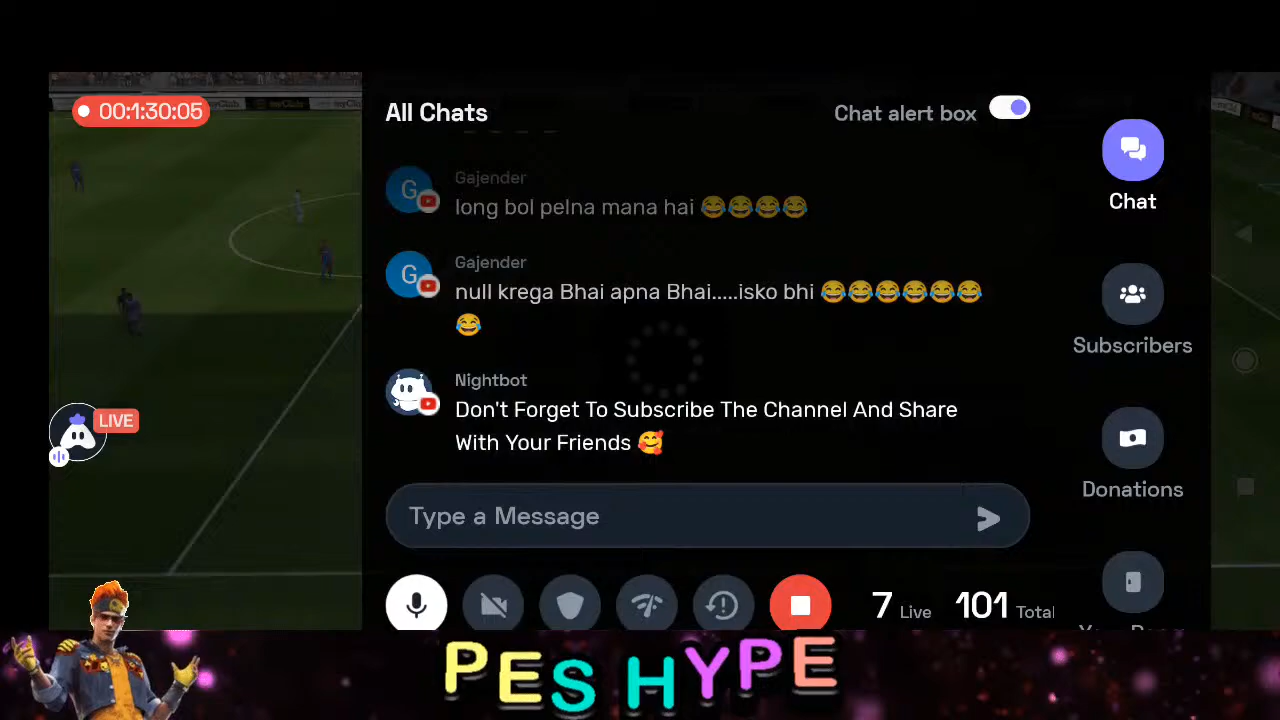 00:1:30:05
All Chats
Chat alert box
Chat
Gajender
long bol pelna mana hai 😂😂😂😂
Gajender
null krega Bhai apna Bhai.....isko bhi 😂😂😂😂😂😂
😂
Subscribers
Nightbot
Don't Forget To Subscribe The Channel And Share
With Your Friends 🥰
LIVE
Donations
Type a Message
7 Live 101 Total
PES HYPE